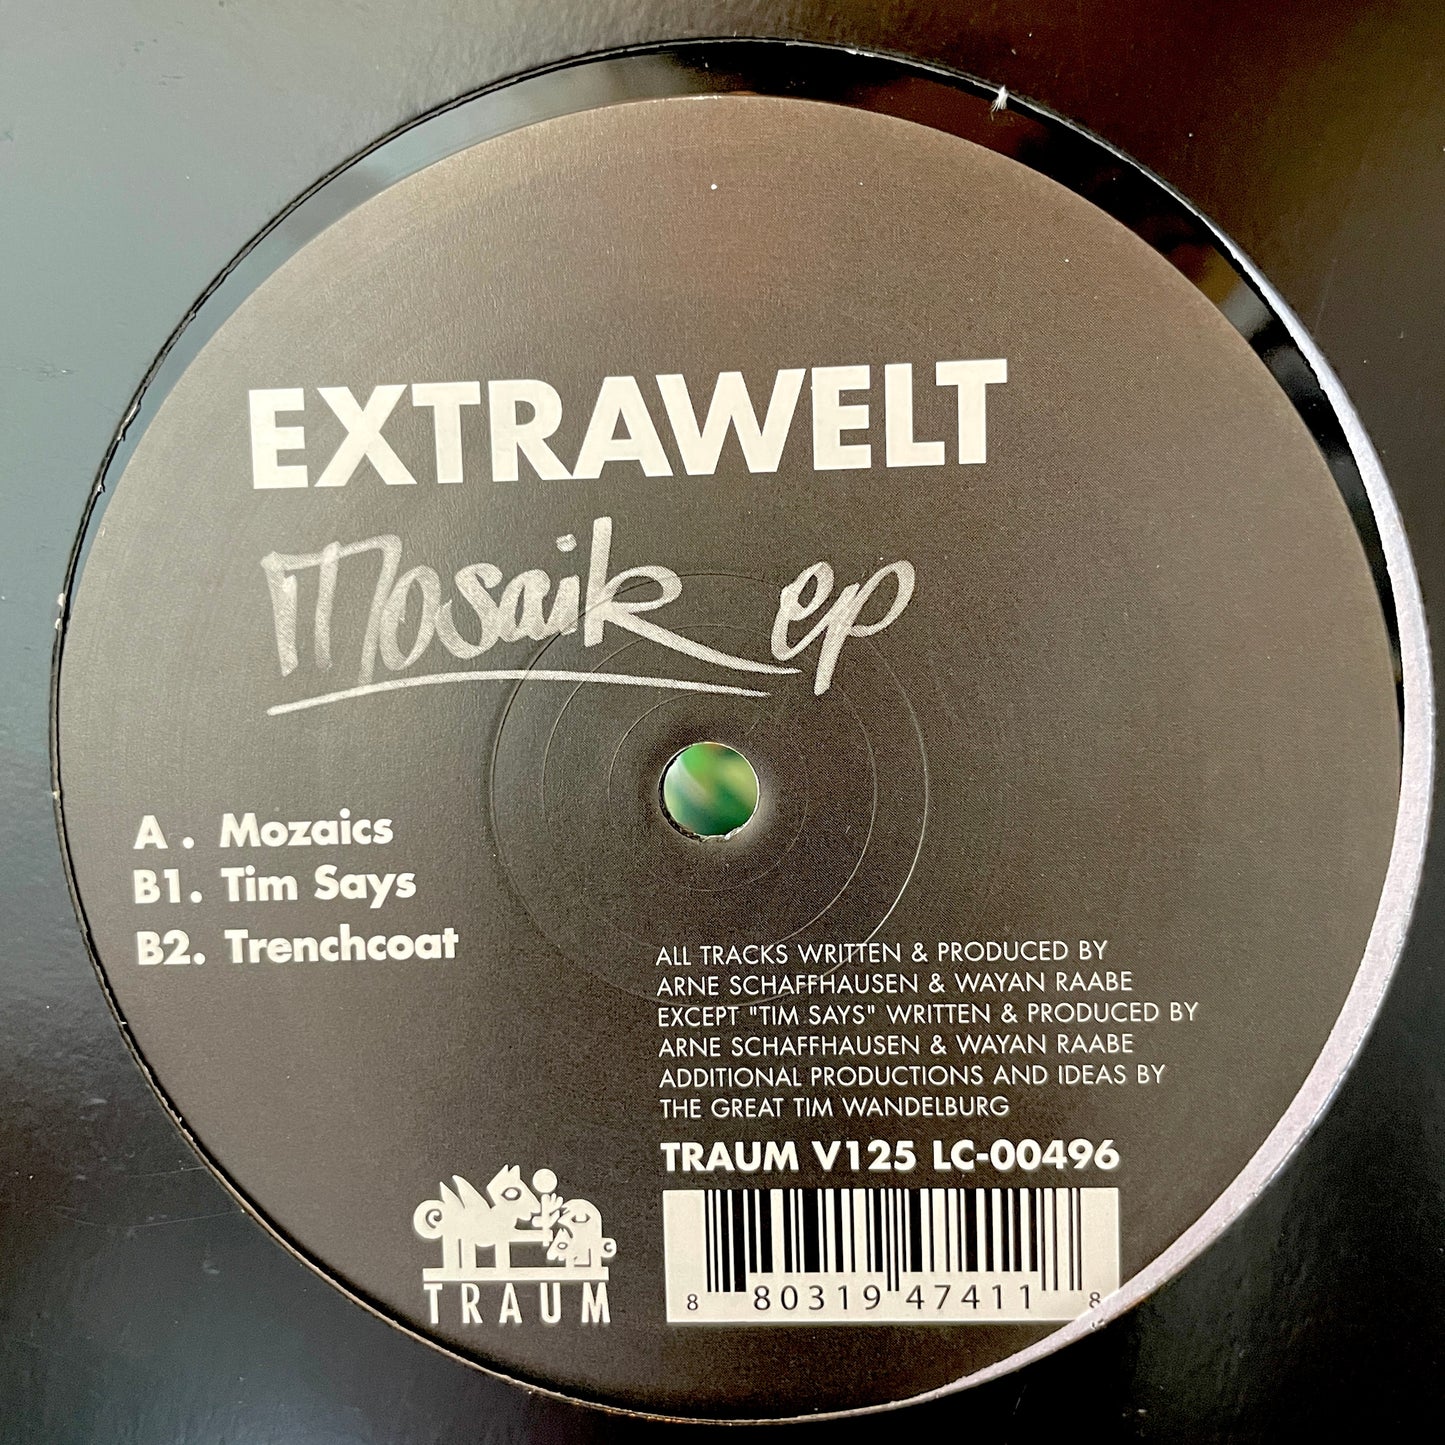 EXTRAWELT
Mosaik ep
A . Mozaics
B1. Tim Says
B2. Trenchcoat
ALL TRACKS WRITTEN & PRODUCED BY
ARNE SCHAFFHAUSEN & WAYAN RAABE
EXCEPT "TIM SAYS" WRITTEN & PRODUCED BY
ARNE SCHAFFHAUSEN & WAYAN RAABE
ADDITIONAL PRODUCTIONS AND IDEAS BY
THE GREAT TIM WANDELBURG
TRAUM V125 LC-00496
TRAUM
8 80319 47411 8